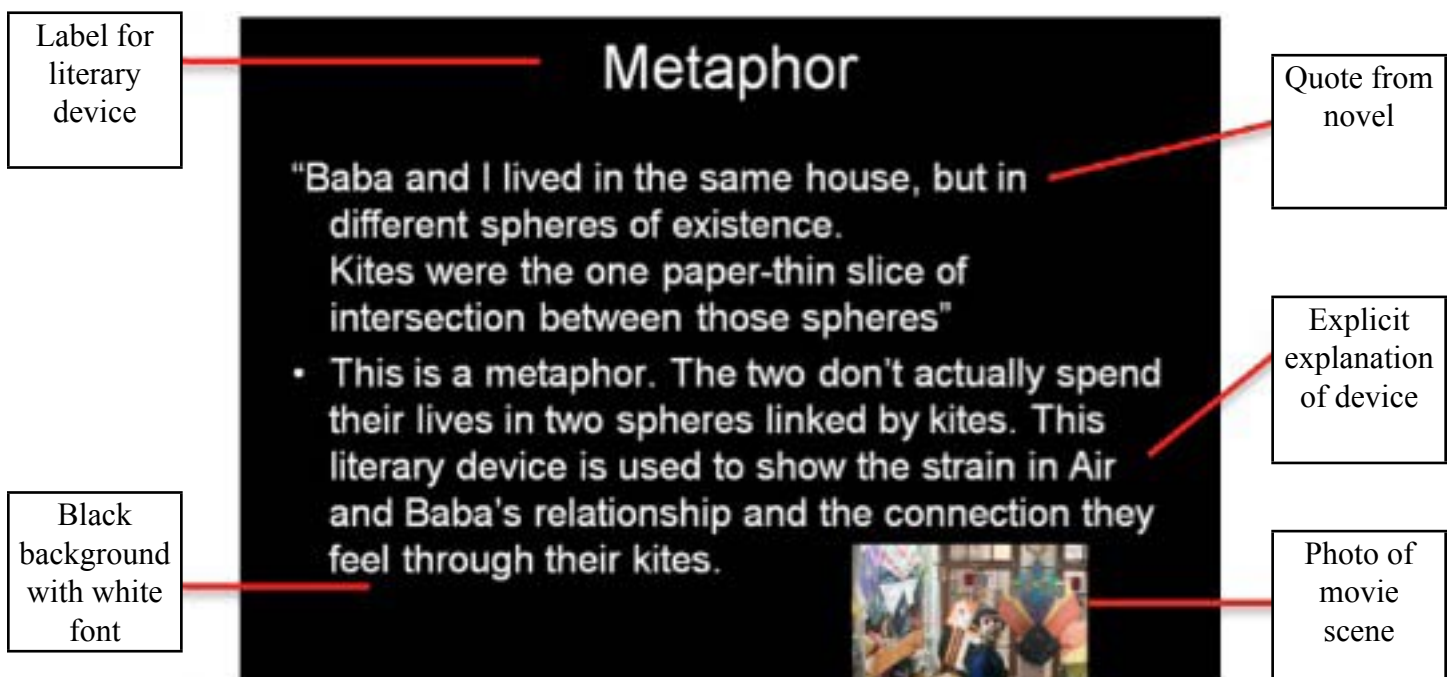 Label for
literary
device
Metaphor
Quote from
novel
“Baba and I lived in the same house, but in
different spheres of existence.
Kites were the one paper-thin slice of
intersection between those spheres”
• This is a metaphor. The two don’t actually spend
their lives in two spheres linked by kites. This
literary device is used to show the strain in Air
and Baba’s relationship and the connection they
feel through their kites.
Explicit
explanation
of device
Black
background
with white
font
Photo of
movie
scene